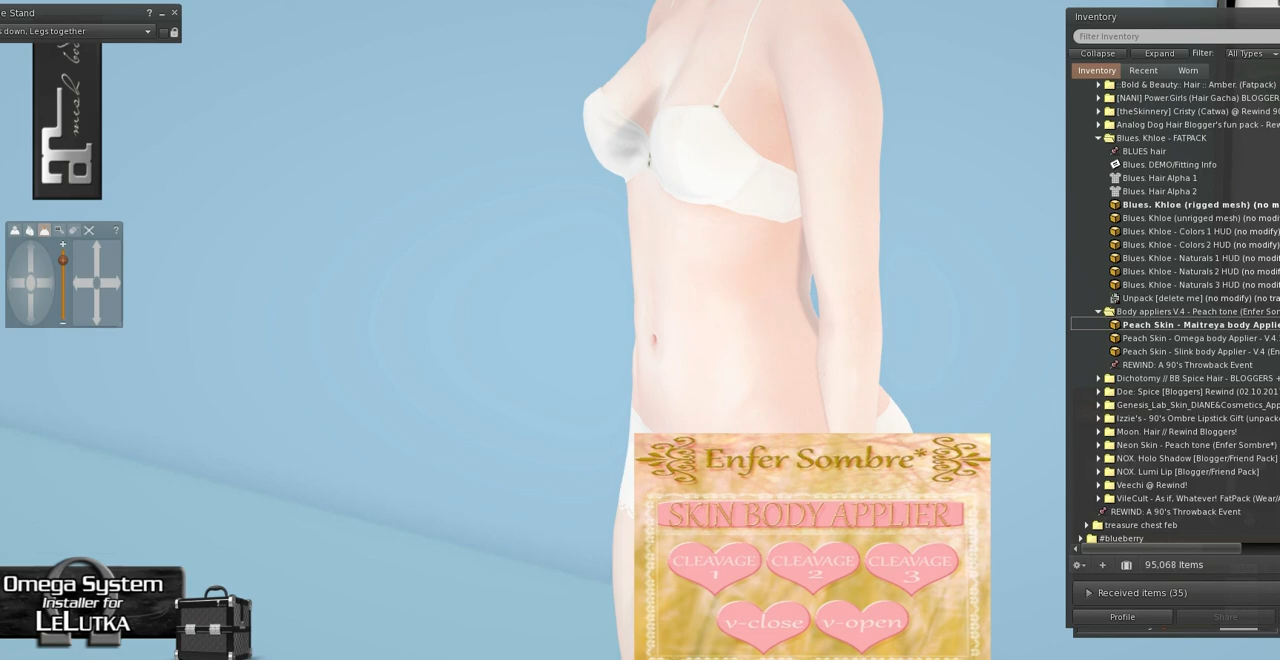 e Stand
s down, Legs together
mesh
Omega System
Installer for
LELUTKA
Enfer Sombre*
SKIN BODY APPLIER
CLEAVAGE 1
CLEAVAGE 2
CLEAVAGE 3
v-close
v-open
Inventory
Filter Inventory
Collapse
Expand
Filter:
All Types
Inventory
Recent
Worn
.:Bold & Beauty:. Hair :: Amber. (Fatpack)
[NANI] Power.Girls (Hair Gacha) BLOGGER
[theSkinnery] Cristy (Catwa) @ Rewind 90
Analog Dog Hair Blogger's fun pack - Rew
Blues. Khloe - FATPACK
BLUES hair
Blues. DEMO/Fitting Info
Blues. Hair Alpha 1
Blues. Hair Alpha 2
Blues. Khloe (rigged mesh) (no m
Blues. Khloe (unrigged mesh) (no modi
Blues. Khloe - Colors 1 HUD (no modify)
Blues. Khloe - Colors 2 HUD (no modify)
Blues. Khloe - Naturals 1 HUD (no modif
Blues. Khloe - Naturals 2 HUD (no modif
Blues. Khloe - Naturals 3 HUD (no modif
Unpack [delete me] (no modify) (no tra
Body appliers V.4 - Peach tone (Enfer Som
Peach Skin - Maitreya body Applie
Peach Skin - Omega body Applier - V.4.
Peach Skin - Slink body Applier - V.4 (En
REWIND: A 90's Throwback Event
Dichotomy // BB Spice Hair - BLOGGERS +
Doe: Spice [Bloggers] Rewind (02.10.201
Genesis_Lab_Skin_DIANE&Cosmetics_App
Izzie's - 90's Ombre Lipstick Gift (unpack
Moon. Hair // Rewind Bloggers!
Neon Skin - Peach tone (Enfer Sombre*)
NOX. Holo Shadow [Blogger/Friend Pack]
NOX. Lumi Lip [Blogger/Friend Pack]
Veechi @ Rewind!
VileCult - As if, Whatever! FatPack (Wear/A
REWIND: A 90's Throwback Event
treasure chest feb
#blueberry
95,068 Items
Received items (35)
Profile
Share